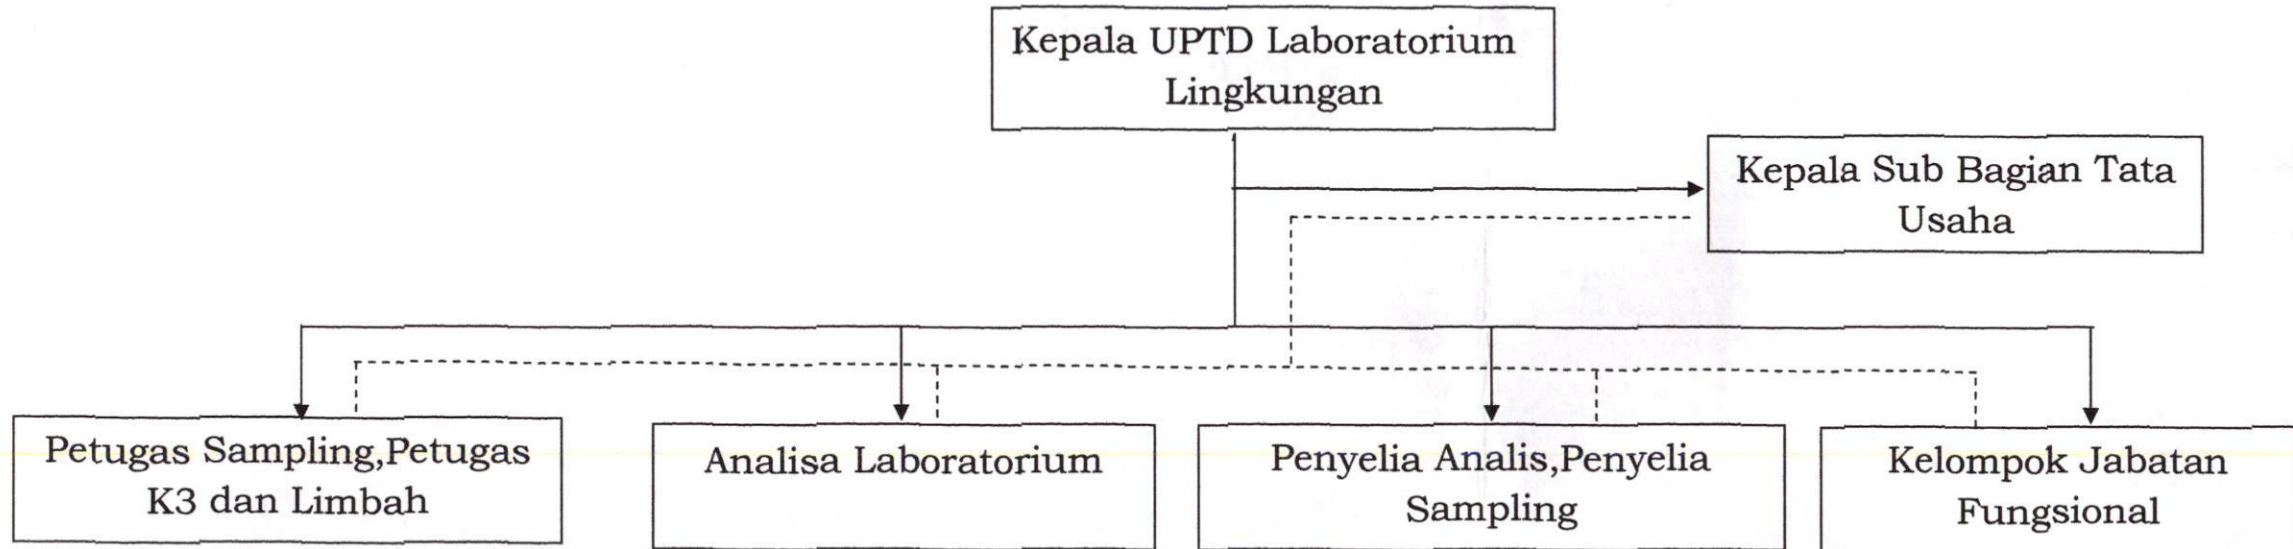 Kepala UPTD Laboratorium
Lingkungan
Kepala Sub Bagian Tata
Usaha
Petugas Sampling,Petugas
K3 dan Limbah
Analisa Laboratorium
Penyelia Analis,Penyelia
Sampling
Kelompok Jabatan
Fungsional